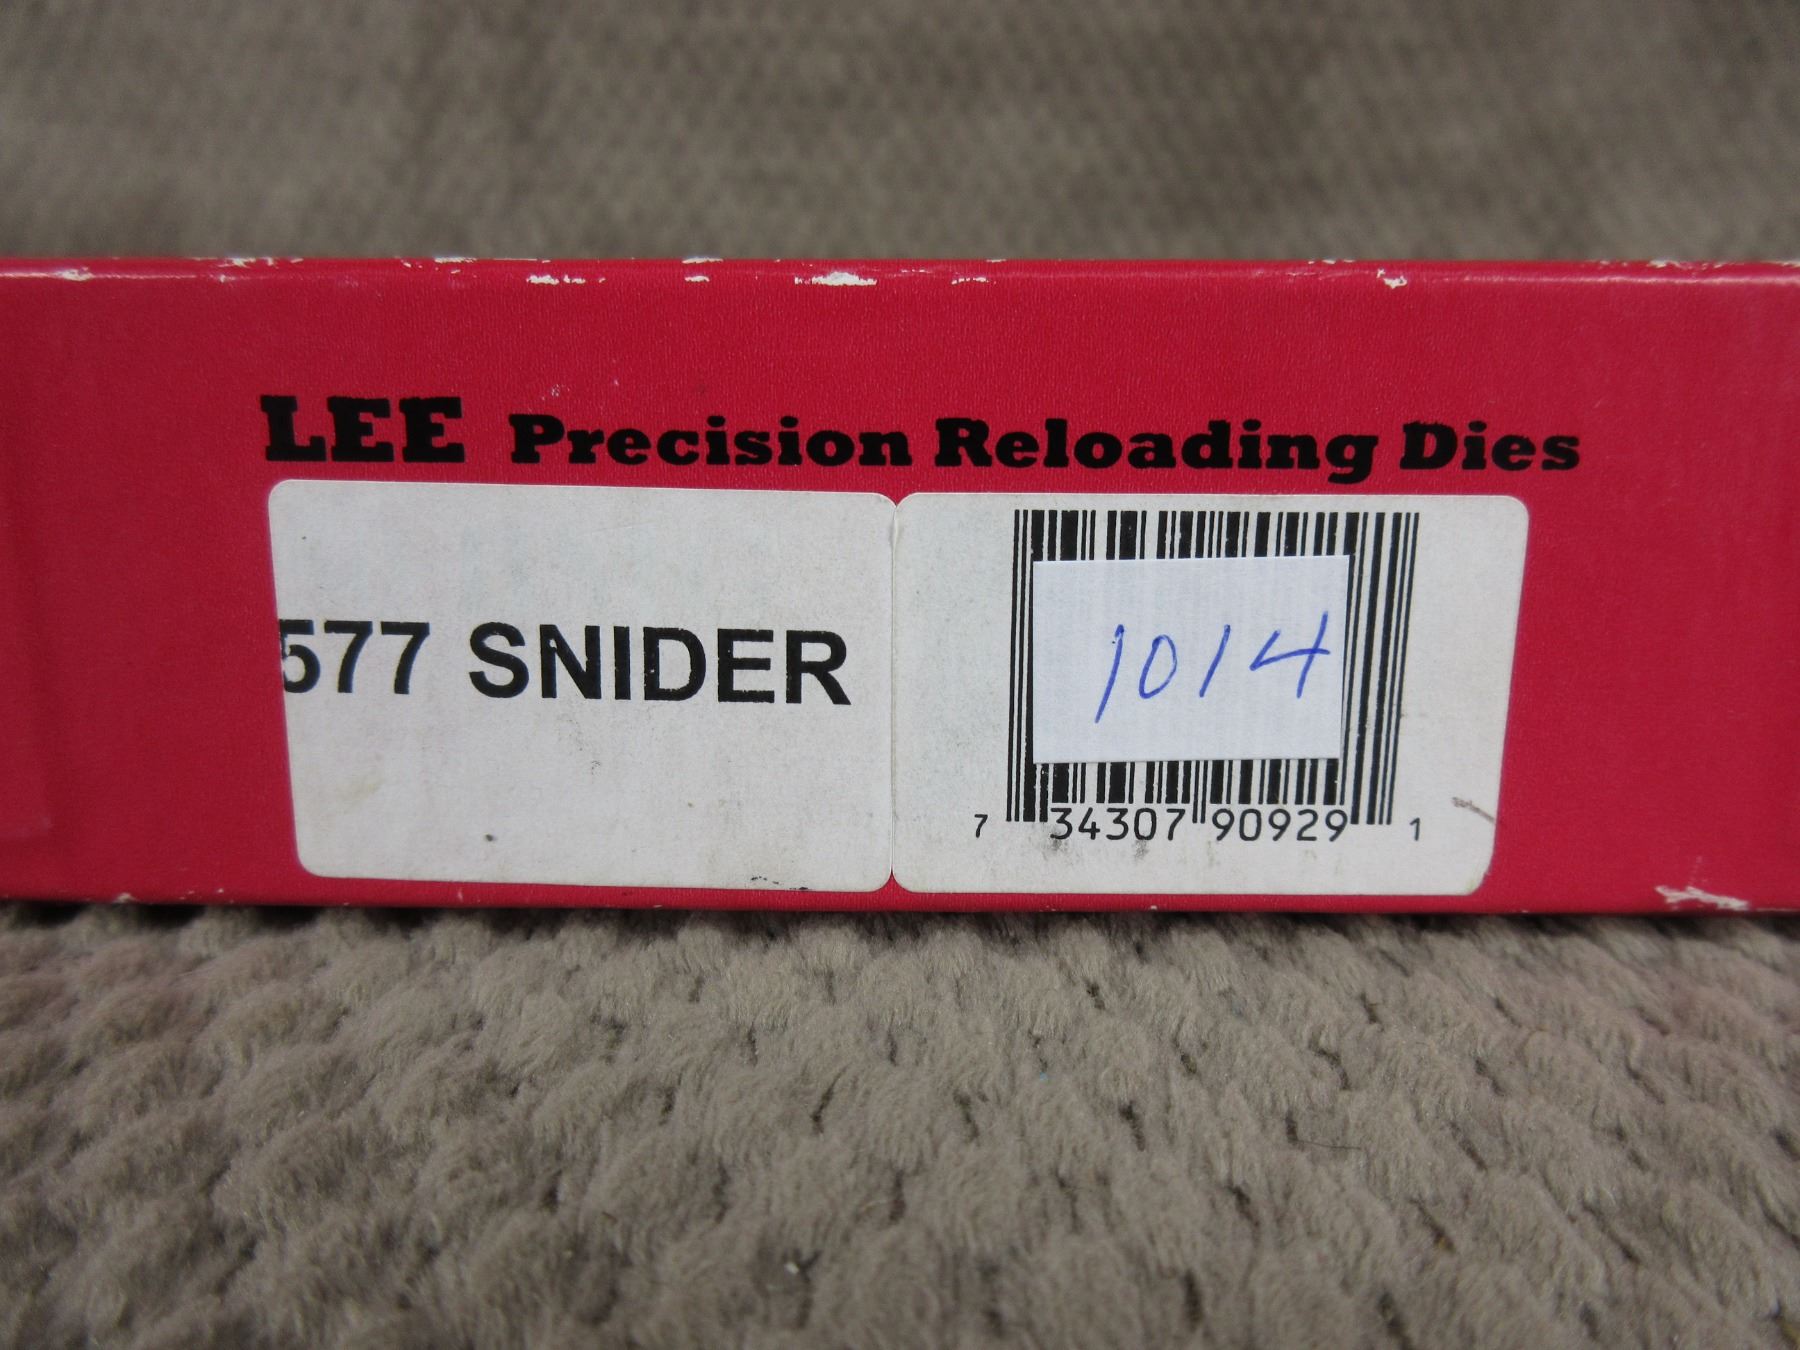 LEE Precision Reloading Dies
577 SNIDER
1014
7 34307 90929 1